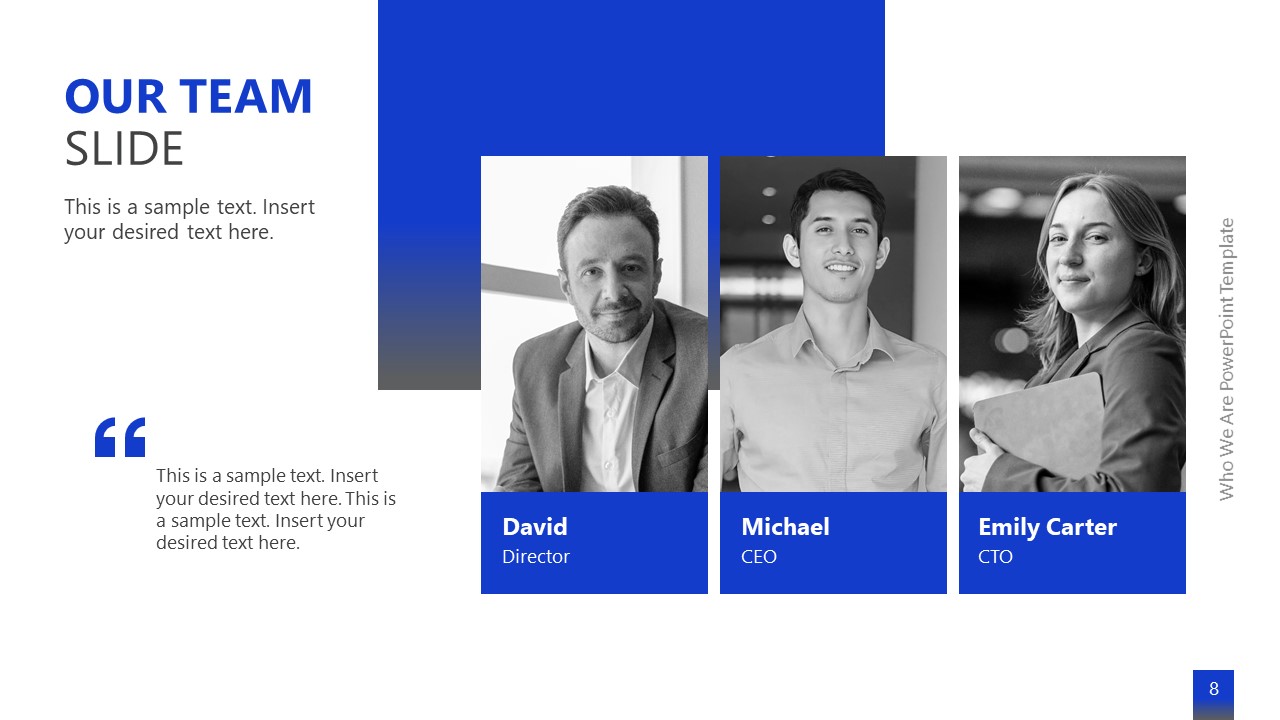 OUR TEAM
SLIDE
This is a sample text. Insert
your desired text here.
“
This is a sample text. Insert
your desired text here. This is
a sample text. Insert your
desired text here.
David
Director
Michael
CEO
Emily Carter
CTO
Who We Are PowerPoint Template
8